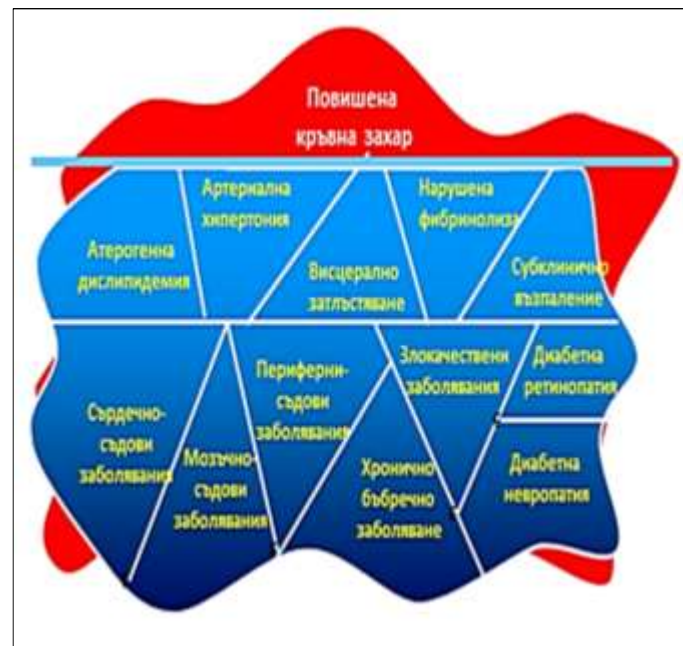 Повишена
кръвна захар
Атерогенна
дислипидемия
Артериална
хипертония
Висцерално
затлъстяване
Нарушена
фибринолиза
Субклинично
възпаление
Сърдечно-
съдови
заболявания
Мозъчно-
съдови
заболявания
Периферни-
съдови
заболявания
Хронично
бъбречно
заболяване
Злокачествени
заболявания
Диабетна
ретинопатия
Диабетна
невропатия